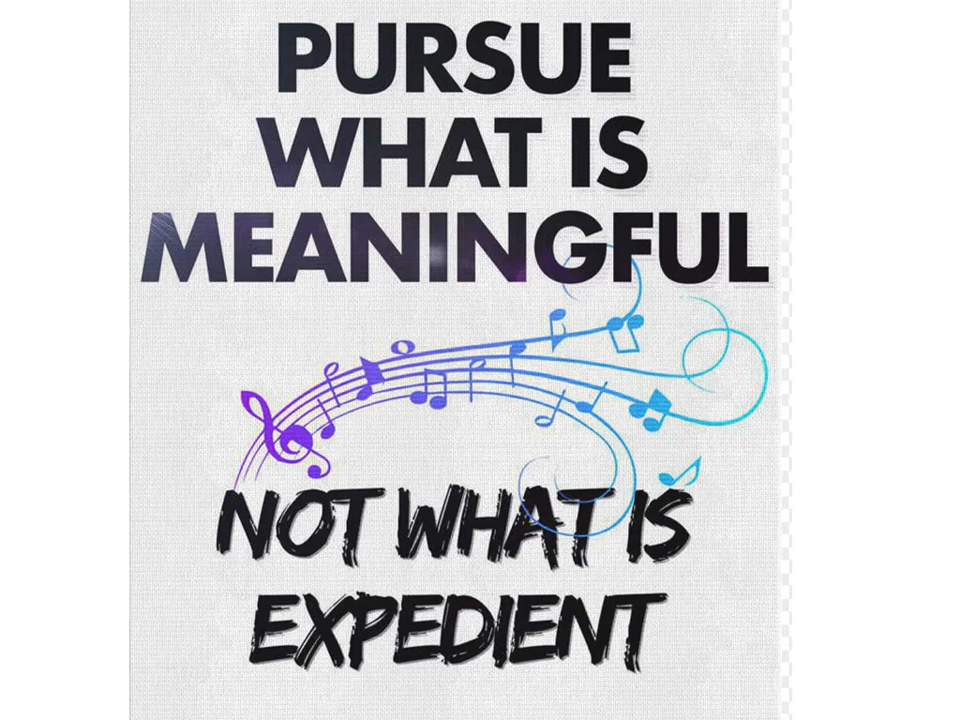 PURSUE
WHAT IS
MEANINGFUL
NOT WHAT IS
EXPEDIENT